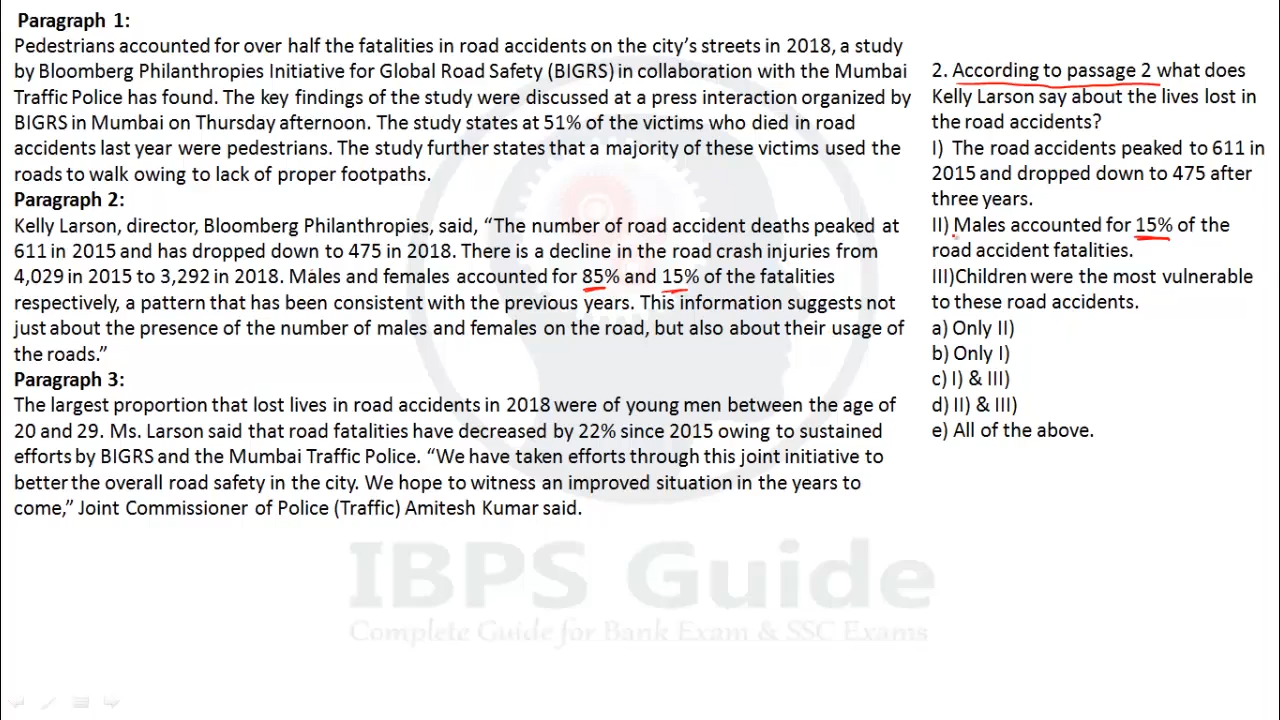 Paragraph 1:
Pedestrians accounted for over half the fatalities in road accidents on the city's streets in 2018, a study
by Bloomberg Philanthropies Initiative for Global Road Safety (BIGRS) in collaboration with the Mumbai
Traffic Police has found. The key findings of the study were discussed at a press interaction organized by
BIGRS in Mumbai on Thursday afternoon. The study states at 51% of the victims who died in road
accidents last year were pedestrians. The study further states that a majority of these victims used the
roads to walk owing to lack of proper footpaths.
Paragraph 2:
Kelly Larson, director, Bloomberg Philanthropies, said, “The number of road accident deaths peaked at
611 in 2015 and has dropped down to 475 in 2018. There is a decline in the road crash injuries from
4,029 in 2015 to 3,292 in 2018. Males and females accounted for 85% and 15% of the fatalities
respectively, a pattern that has been consistent with the previous years. This information suggests not
just about the presence of the number of males and females on the road, but also about their usage of
the roads.”
Paragraph 3:
The largest proportion that lost lives in road accidents in 2018 were of young men between the age of
20 and 29. Ms. Larson said that road fatalities have decreased by 22% since 2015 owing to sustained
efforts by BIGRS and the Mumbai Traffic Police. “We have taken efforts through this joint initiative to
better the overall road safety in the city. We hope to witness an improved situation in the years to
come,” Joint Commissioner of Police (Traffic) Amitesh Kumar said.
2. According to passage 2 what does
Kelly Larson say about the lives lost in
the road accidents?
I) The road accidents peaked to 611 in
2015 and dropped down to 475 after
three years.
II) Males accounted for 15% of the
road accident fatalities.
III)Children were the most vulnerable
to these road accidents.
a) Only II)
b) Only I)
c) I) & III)
d) II) & III)
e) All of the above.
IBPS Guide
Complete Guide for Bank Exam & SSC Exams